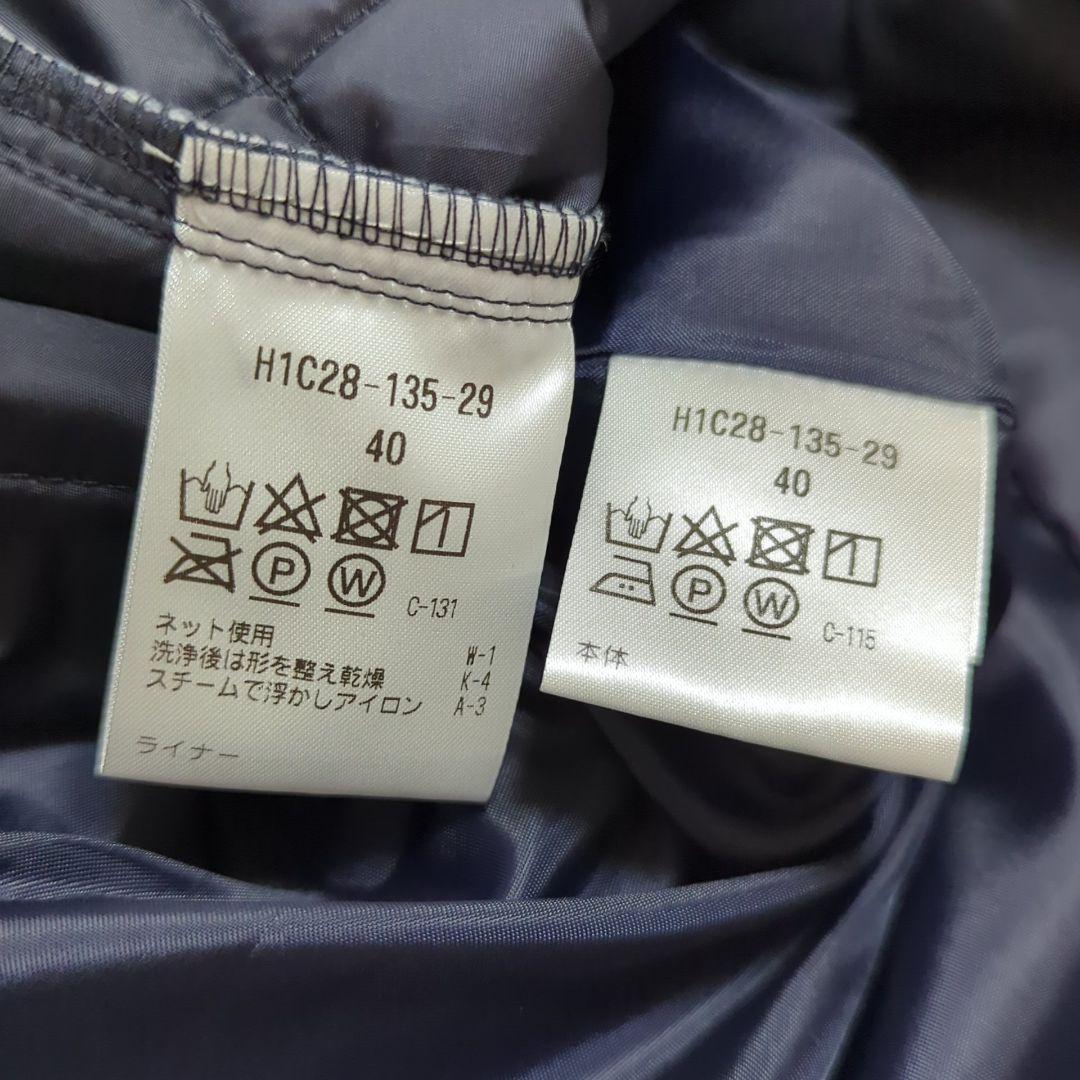 H1C28-135-29
40
P W C-131
ネット使用 W-1
洗浄後は形を整え乾燥 K-4
スチームで浮かしアイロン A-3
ライナー
H1C28-135-29
40
P W C-115
本体